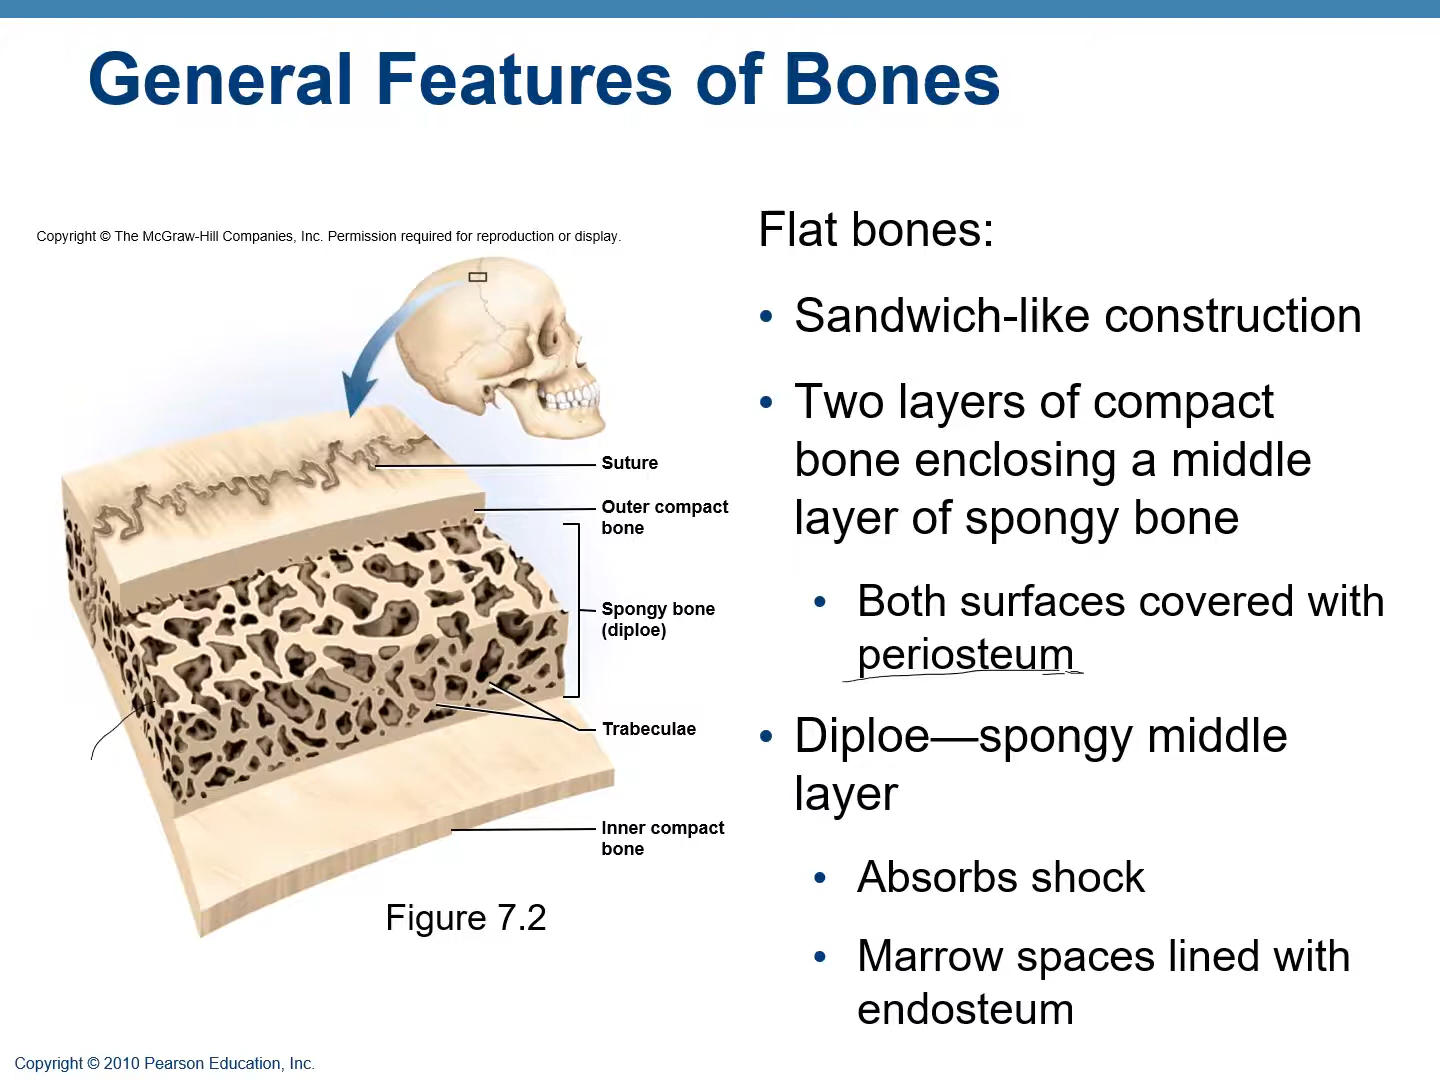 General Features of Bones
Copyright © The McGraw-Hill Companies, Inc. Permission required for reproduction or display.
Suture
Outer compact
bone
Spongy bone
(diploe)
Trabeculae
Inner compact
bone
Figure 7.2
Flat bones:
• Sandwich-like construction
• Two layers of compact
bone enclosing a middle
layer of spongy bone
• Both surfaces covered with
periosteum
• Diploe—spongy middle
layer
• Absorbs shock
• Marrow spaces lined with
endosteum
Copyright © 2010 Pearson Education, Inc.